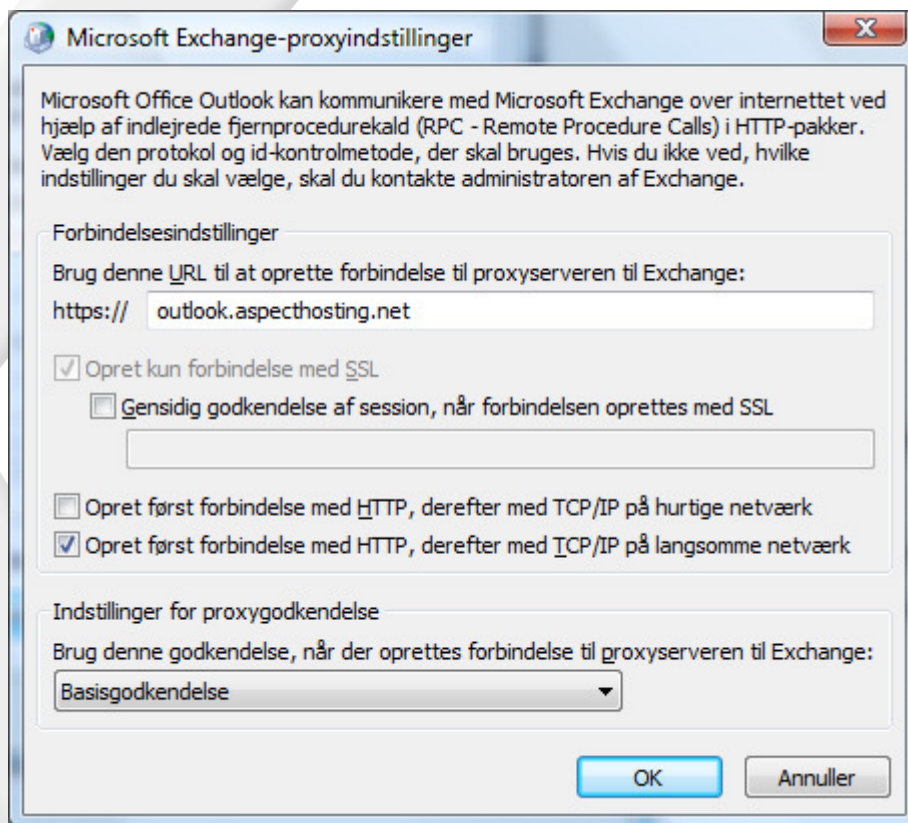 Microsoft Exchange-proxyindstillinger
Microsoft Office Outlook kan kommunikere med Microsoft Exchange over internettet ved
hjælp af indlejrede fjernprocedurekald (RPC - Remote Procedure Calls) i HTTP-pakker.
Vælg den protokol og id-kontrolmetode, der skal bruges. Hvis du ikke ved, hvilke
indstillinger du skal vælge, skal du kontakte administratoren af Exchange.
Forbindelsesindstillinger
Brug denne URL til at oprette forbindelse til proxyserveren til Exchange:
https:// outlook.aspecthosting.net
Opret kun forbindelse med SSL
Gensidig godkendelse af session, når forbindelsen oprettes med SSL
Opret først forbindelse med HTTP, derefter med TCP/IP på hurtige netværk
Opret først forbindelse med HTTP, derefter med TCP/IP på langsomme netværk
Indstillinger for proxygodkendelse
Brug denne godkendelse, når der oprettes forbindelse til proxyserveren til Exchange:
Basisgodkendelse
OK Annuller